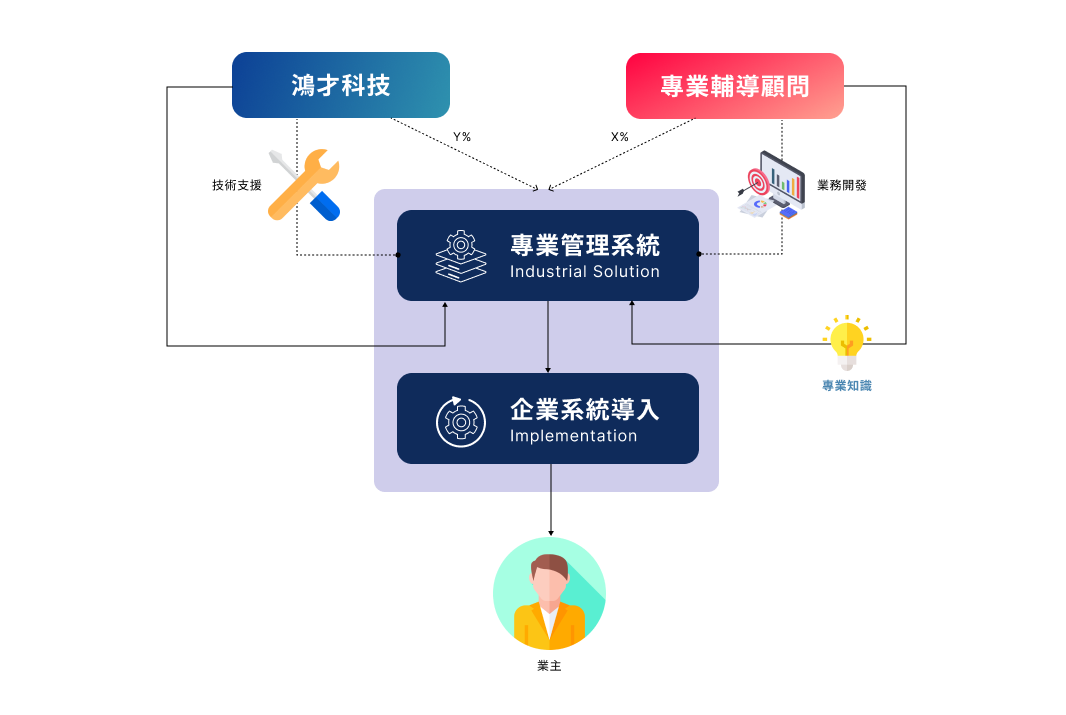 鴻才科技
專業輔導顧問
Y%
X%
技術支援
業務開發
專業管理系統
Industrial Solution
專業知識
企業系統導入
Implementation
業主